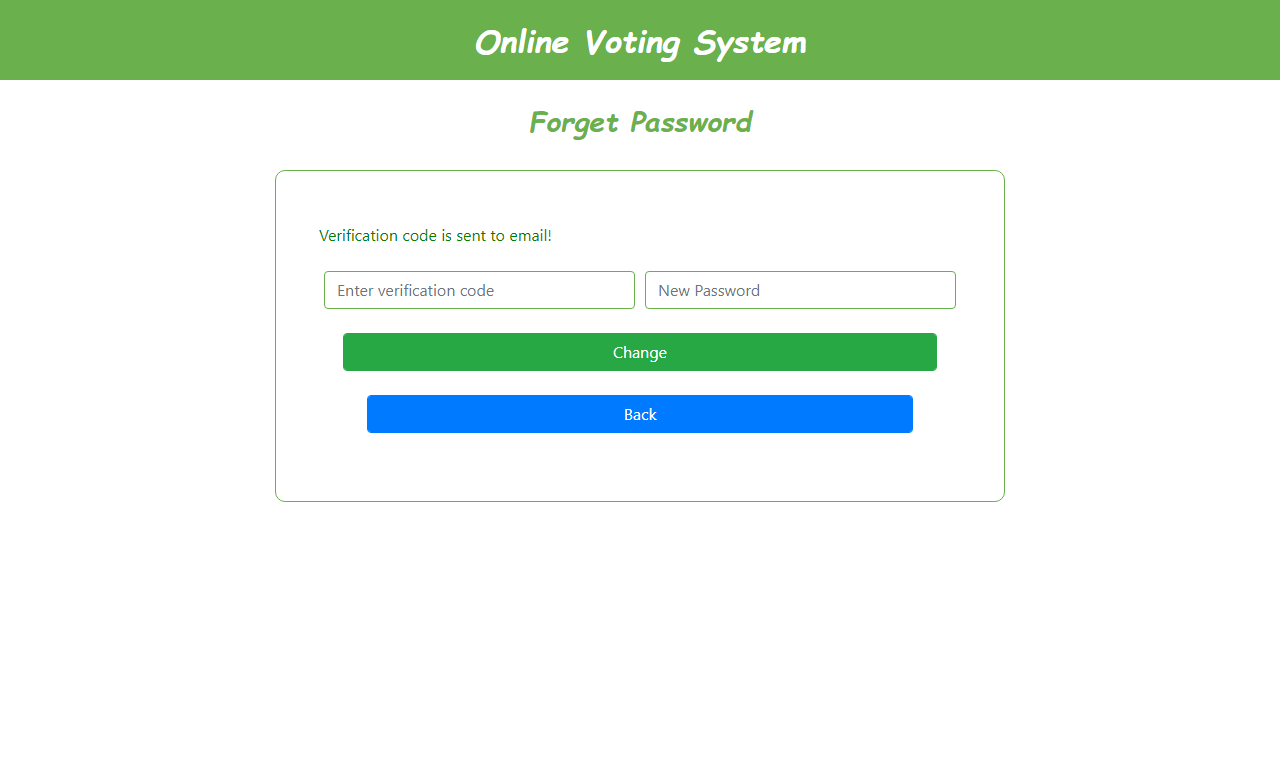 Online Voting System
Forget Password
Verification code is sent to email!
Enter verification code
New Password
Change
Back